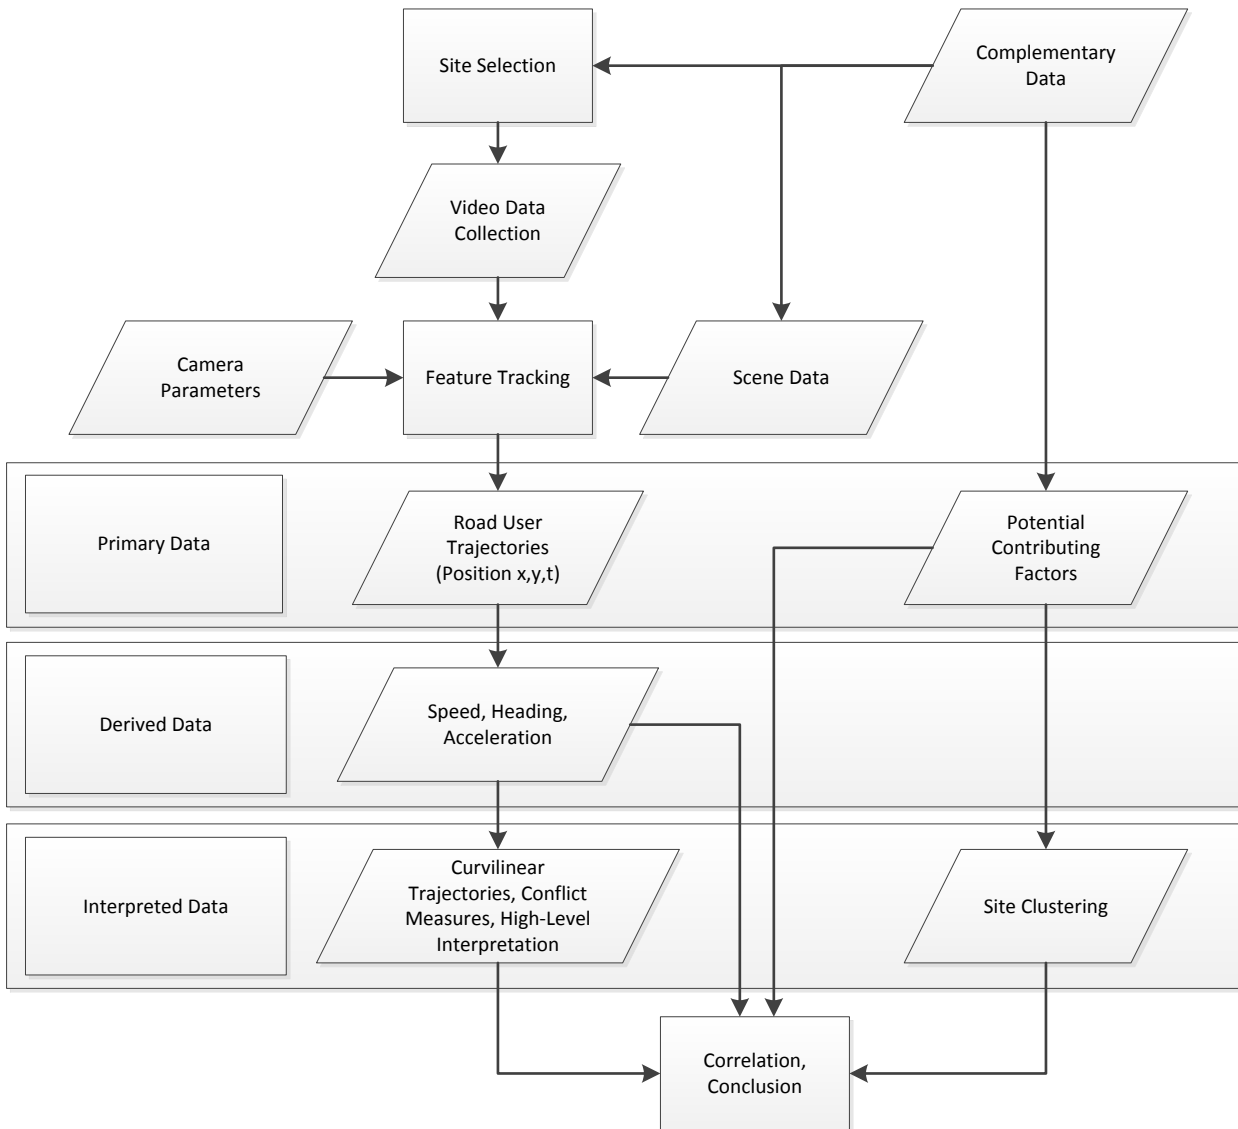 Site Selection
Complementary
Data
Video Data
Collection
Camera
Parameters
Feature Tracking
Scene Data
Primary Data
Road User
Trajectories
(Position x,y,t)
Potential
Contributing
Factors
Derived Data
Speed, Heading,
Acceleration
Interpreted Data
Curvilinear
Trajectories, Conflict
Measures, High-Level
Interpretation
Site Clustering
Correlation,
Conclusion